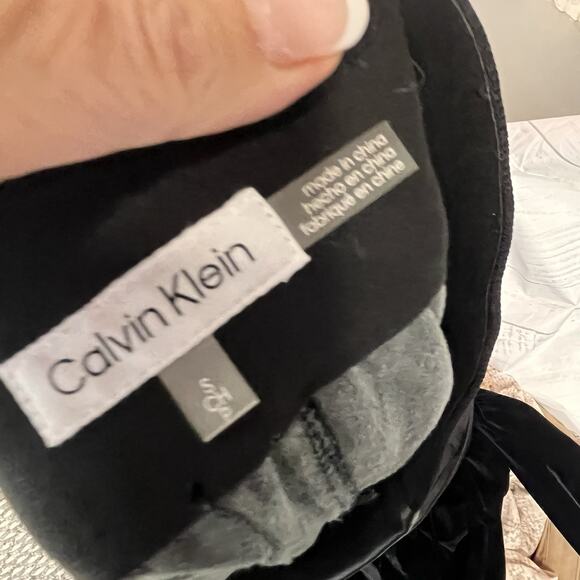 made in china
hecho en china
fabriqué en chine
Calvin Klein